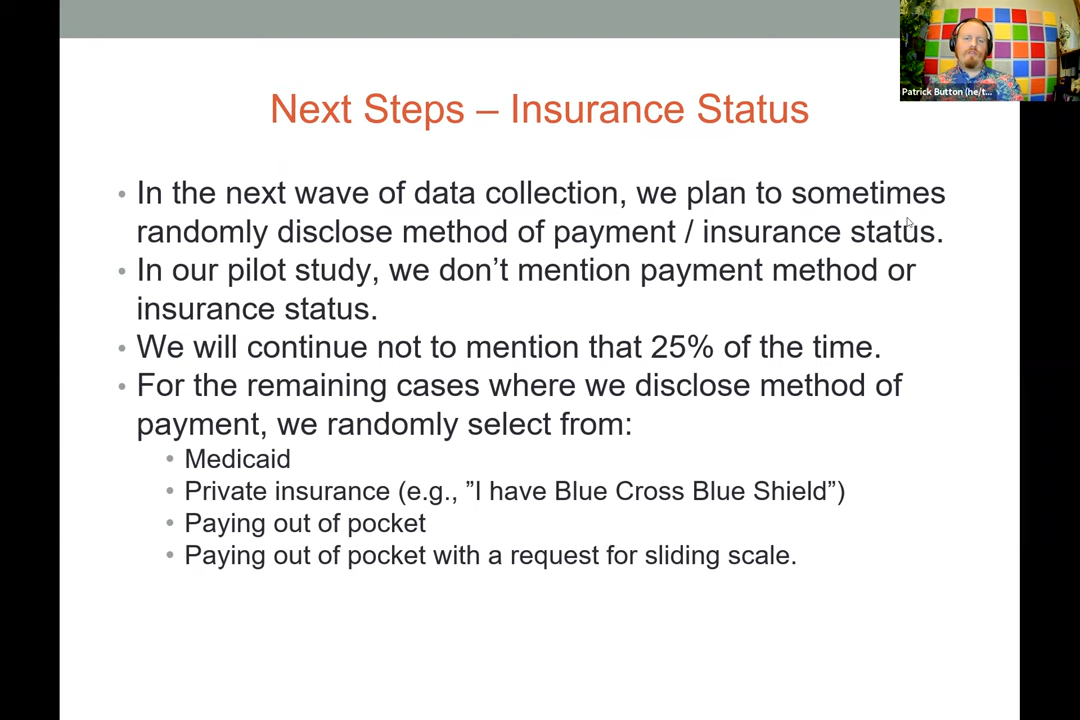 Patrick Button (he/t...
Next Steps – Insurance Status
• In the next wave of data collection, we plan to sometimes
randomly disclose method of payment / insurance status.
• In our pilot study, we don’t mention payment method or
insurance status.
• We will continue not to mention that 25% of the time.
• For the remaining cases where we disclose method of
payment, we randomly select from:
• Medicaid
• Private insurance (e.g., ”I have Blue Cross Blue Shield”)
• Paying out of pocket
• Paying out of pocket with a request for sliding scale.